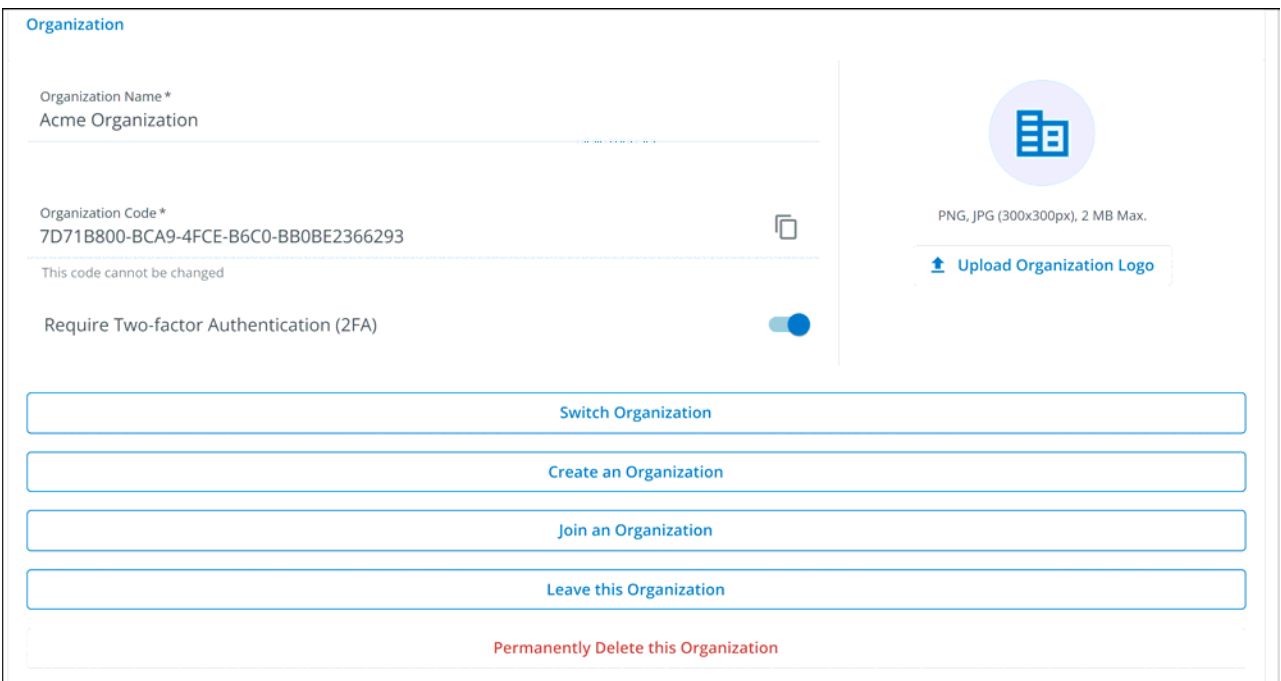 Organization
Organization Name *
Acme Organization
Organization Code *
7D71B800-BCA9-4FCE-B6C0-BB0BE2366293
This code cannot be changed
Require Two-factor Authentication (2FA)
PNG, JPG (300x300px), 2 MB Max.
Upload Organization Logo
Switch Organization
Create an Organization
Join an Organization
Leave this Organization
Permanently Delete this Organization